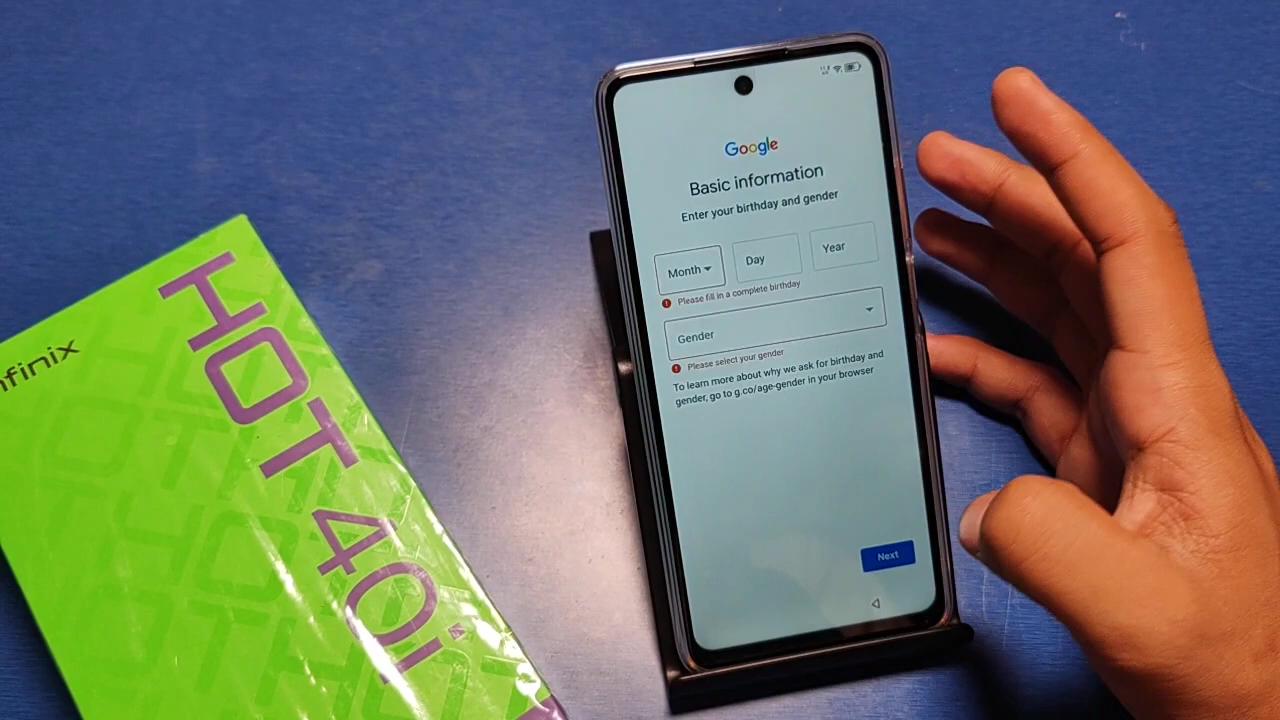 nfinix
HOT 40i
Google
Basic information
Enter your birthday and gender
Month
Day
Year
Please fill in a complete birthday
Gender
Please select your gender
To learn more about why we ask for birthday and
gender, go to g.co/age-gender in your browser
Next